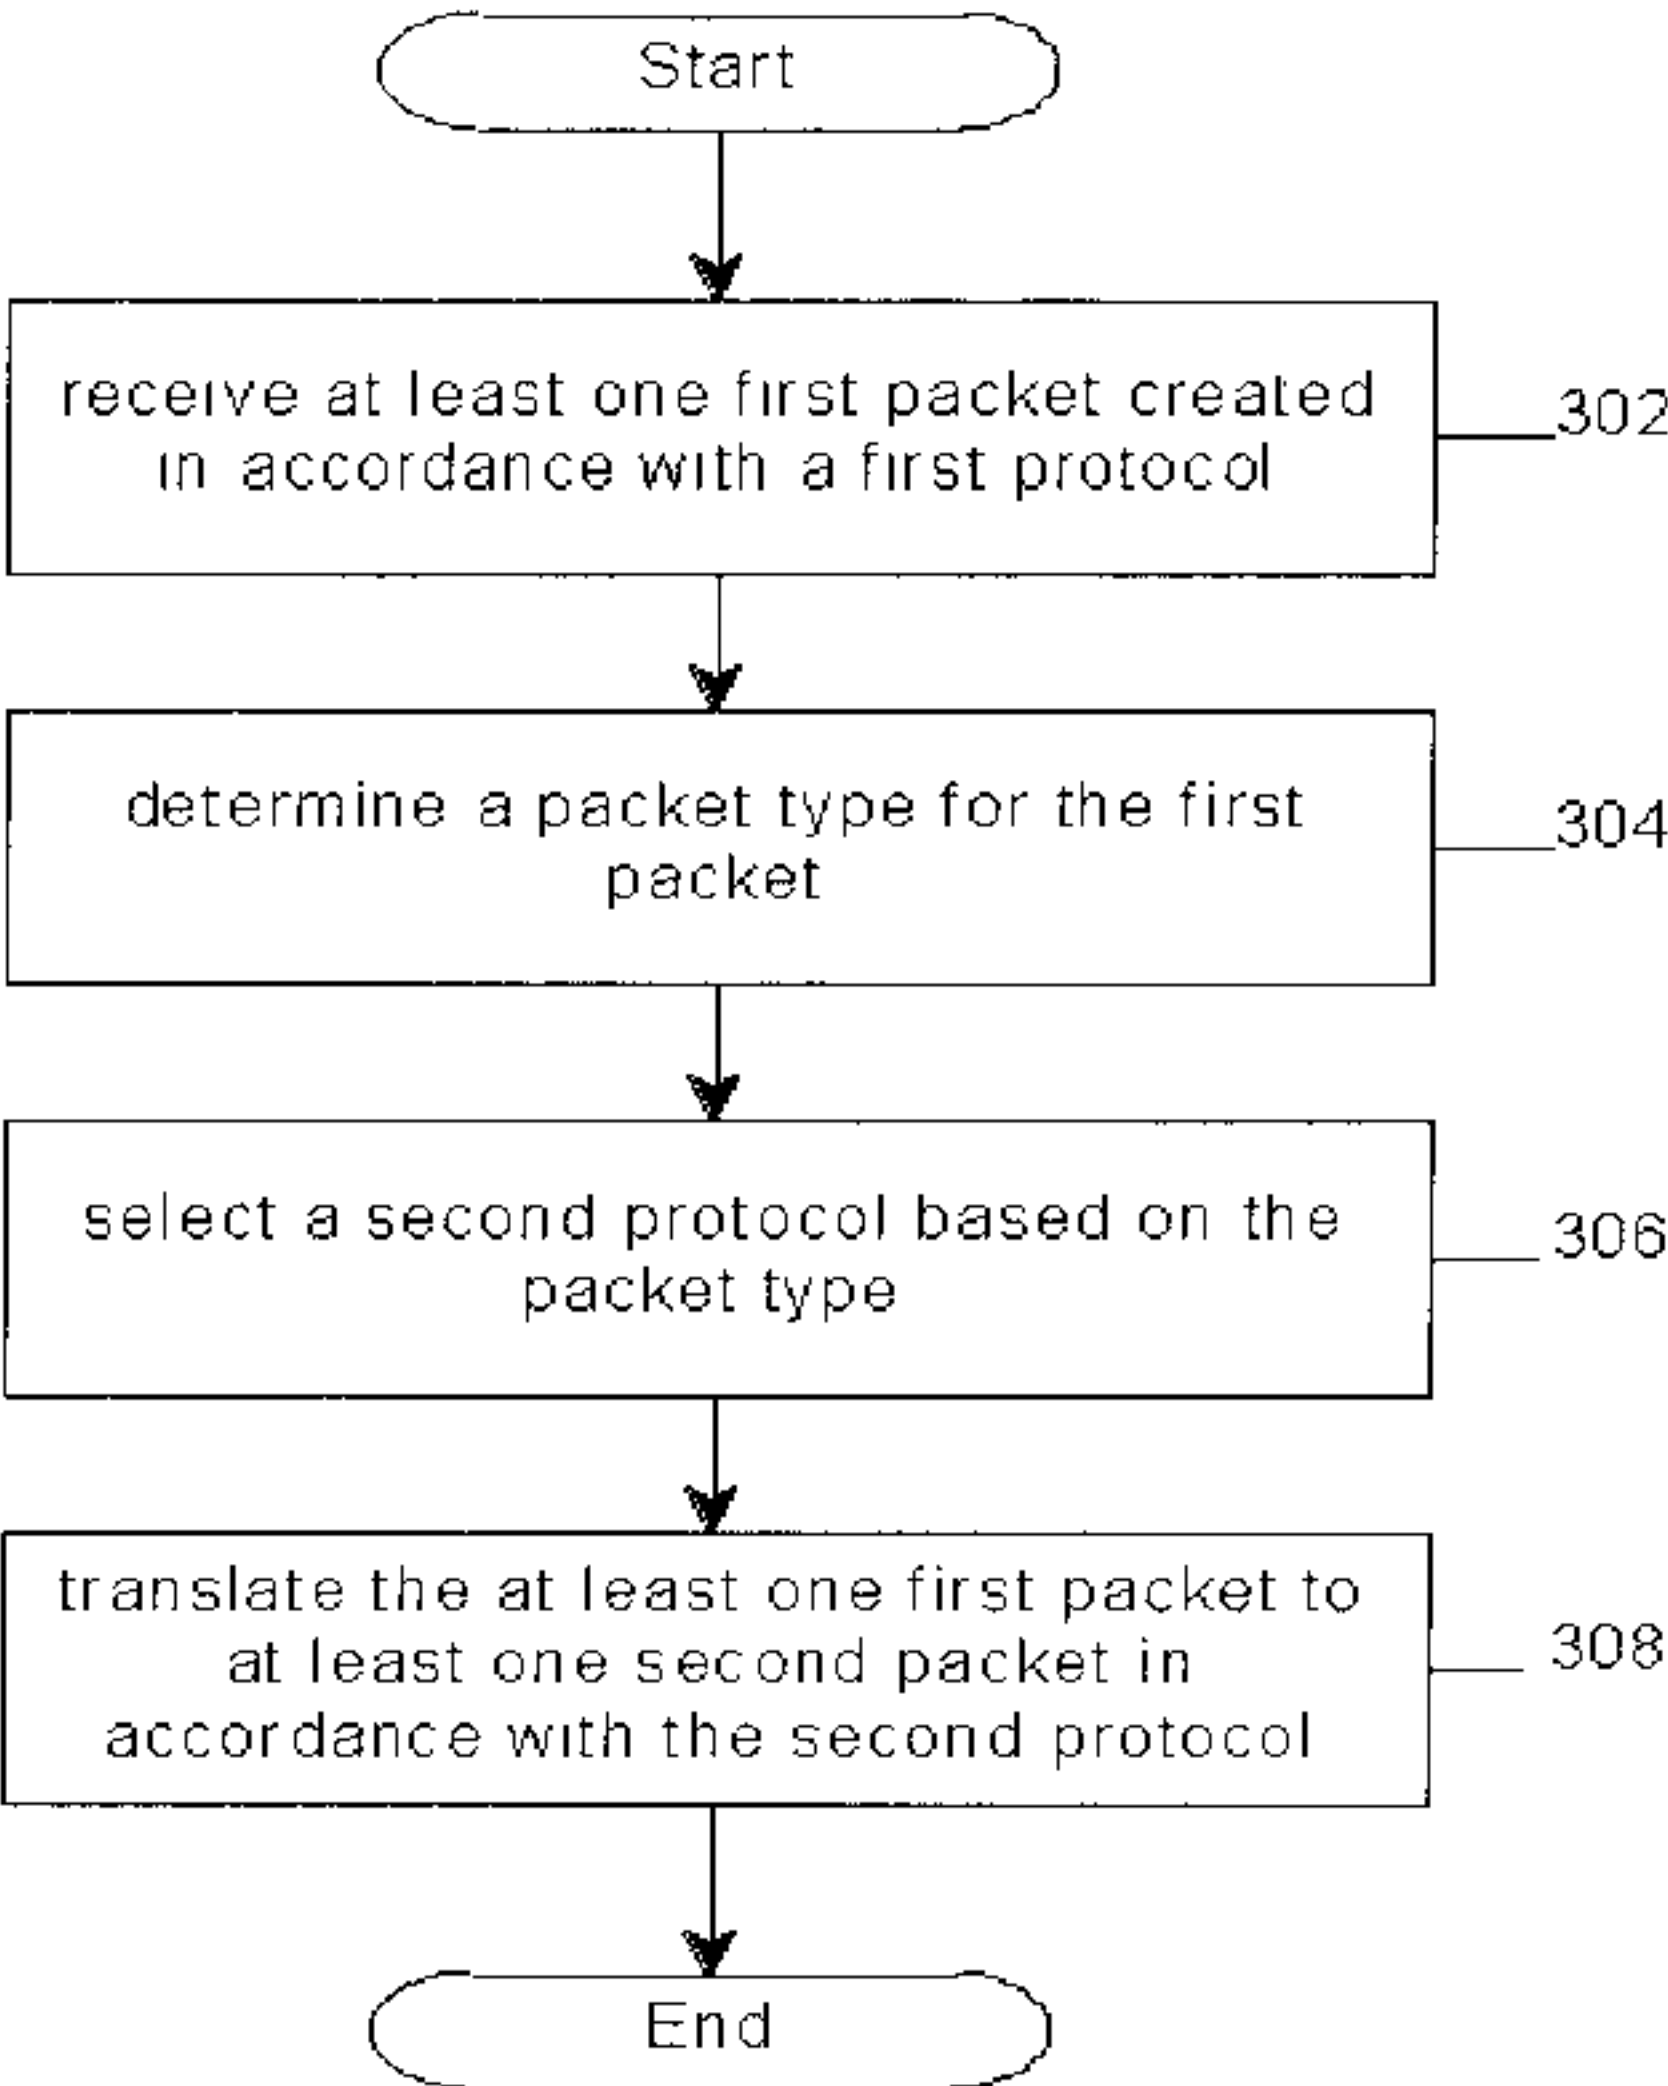 Start
receive at least one first packet created
in accordance with a first protocol
302
determine a packet type for the first
packet
304
select a second protocol based on the
packet type
306
translate the at least one first packet to
at least one second packet in
accordance with the second protocol
308
End